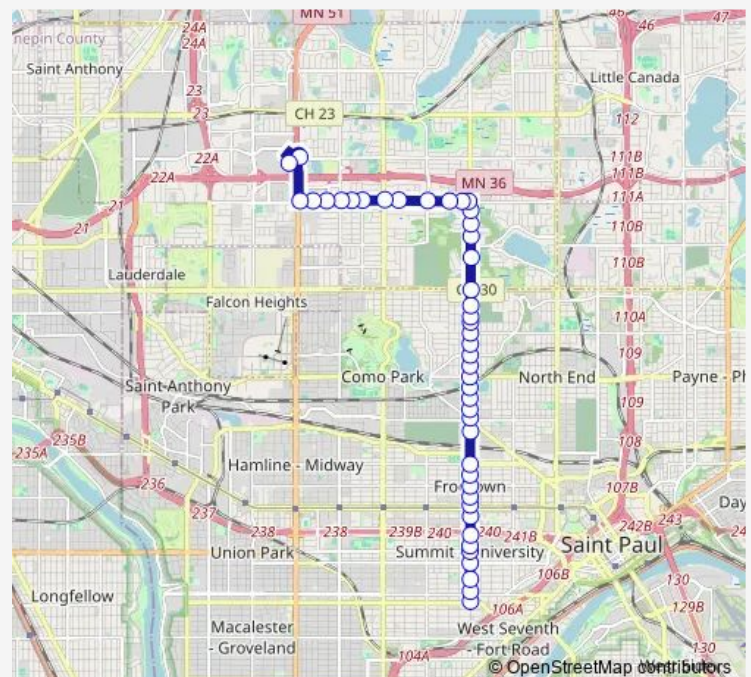 MN 51
46
46
47
24A
24A
nepin County
Saint Anthony
Little Canada
23
23
CH 23
112
22A
22A
111B
111B
MN 36
111A
21
21
110B
Lauderdale
110B
30
Falcon Heights
110A
109
Saint Anthony
Park
Como Park
North End
Payne - Ph
109
235B
235A
108
Hamline - Midway
236
Fro
town
107B
Day
237
238
238
239B
240
240
241B
242B
243
Union Park
Summit
University
Saint Paul
106B
130
Longfellow
106A
129B
Macalester
- Groveland
West Seventh
- Fort Road
104A
130
© OpenStreetMap contributors